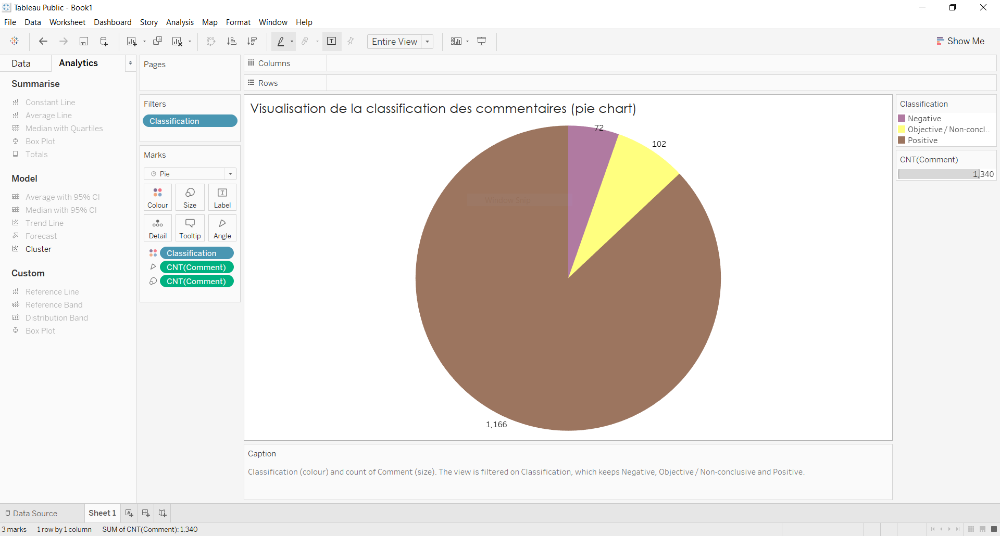 Tableau Public - Book1
File Data Worksheet Dashboard Story Analysis Map Format Window Help
Entire View
Show Me
Data Analytics
Summarise
Constant Line
Average Line
Median with Quartiles
Box Plot
Totals
Model
Average with 95% CI
Median with 95% CI
Trend Line
Forecast
Cluster
Custom
Reference Line
Reference Band
Distribution Band
Box Plot
Pages
Filters
Classification
Marks
Pie
Colour Size Label
Detail Tooltip Angle
Classification
CNT(Comment)
CNT(Comment)
Columns
Rows
Visualisation de la classification des commentaires (pie chart)
72
102
Window Snip
1,166
Caption
Classification (colour) and count of Comment (size). The view is filtered on Classification, which keeps Negative, Objective / Non-conclusive and Positive.
Classification
Negative
Objective / Non-concl..
Positive
CNT(Comment)
1,340
Data Source Sheet 1
3 marks 1 row by 1 column SUM of CNT(Comment): 1,340